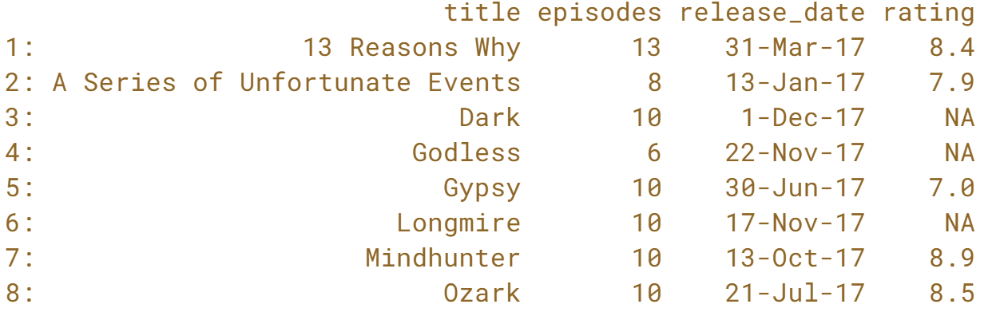 title episodes release_date rating
1: 13 Reasons Why 13 31-Mar-17 8.4
2: A Series of Unfortunate Events 8 13-Jan-17 7.9
3: Dark 10 1-Dec-17 NA
4: Godless 6 22-Nov-17 NA
5: Gypsy 10 30-Jun-17 7.0
6: Longmire 10 17-Nov-17 NA
7: Mindhunter 10 13-Oct-17 8.9
8: Ozark 10 21-Jul-17 8.5